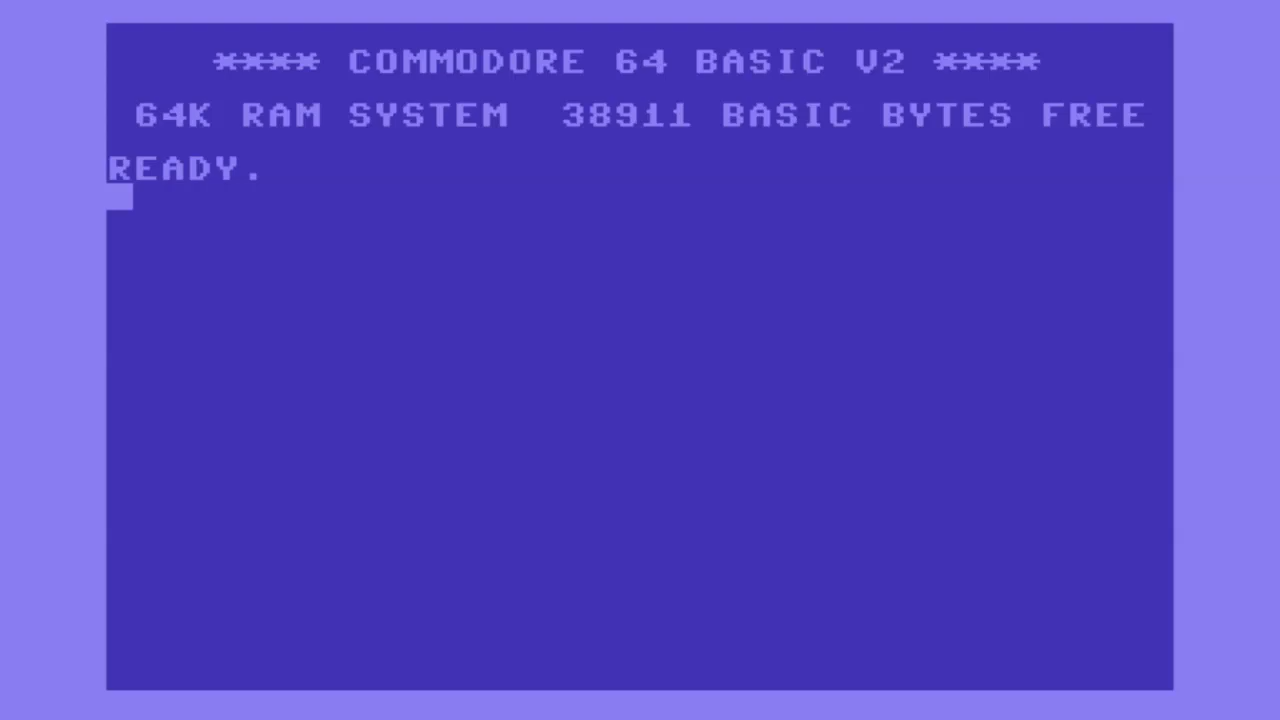 **** COMMODORE 64 BASIC V2 ****
64K RAM SYSTEM  38911 BASIC BYTES FREE
READY.